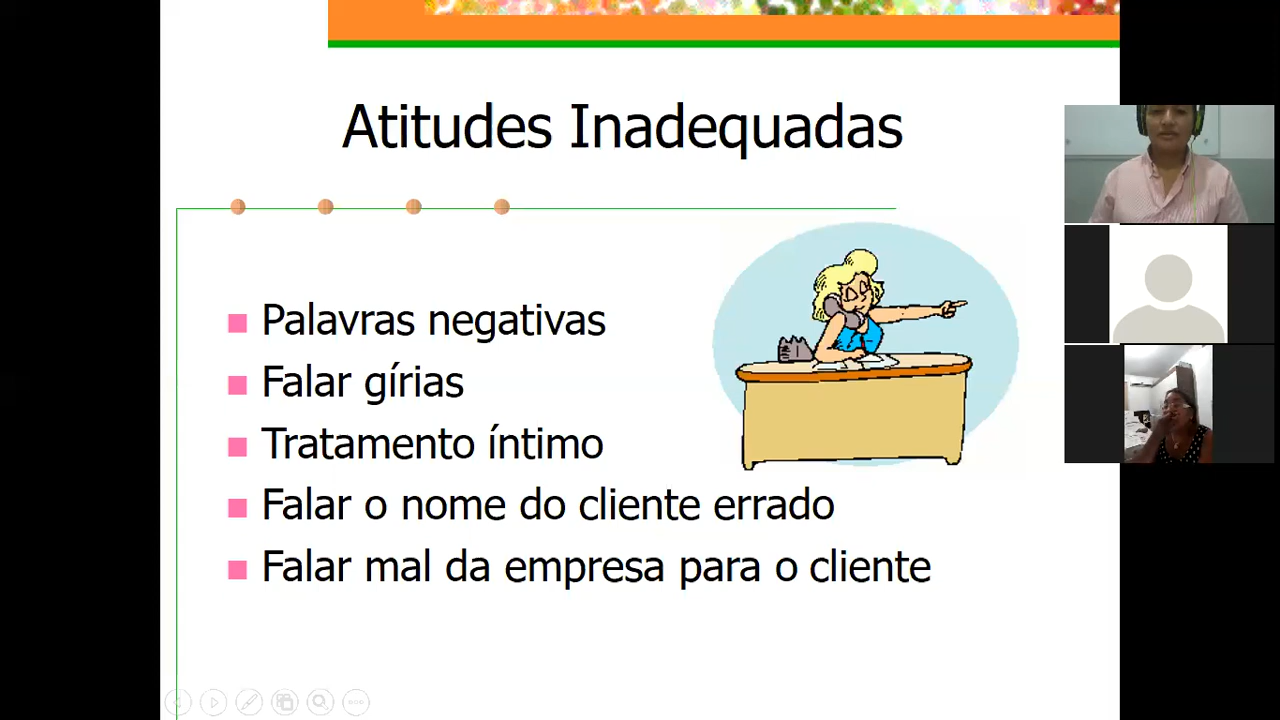 Atitudes Inadequadas
Palavras negativas
Falar gírias
Tratamento íntimo
Falar o nome do cliente errado
Falar mal da empresa para o cliente